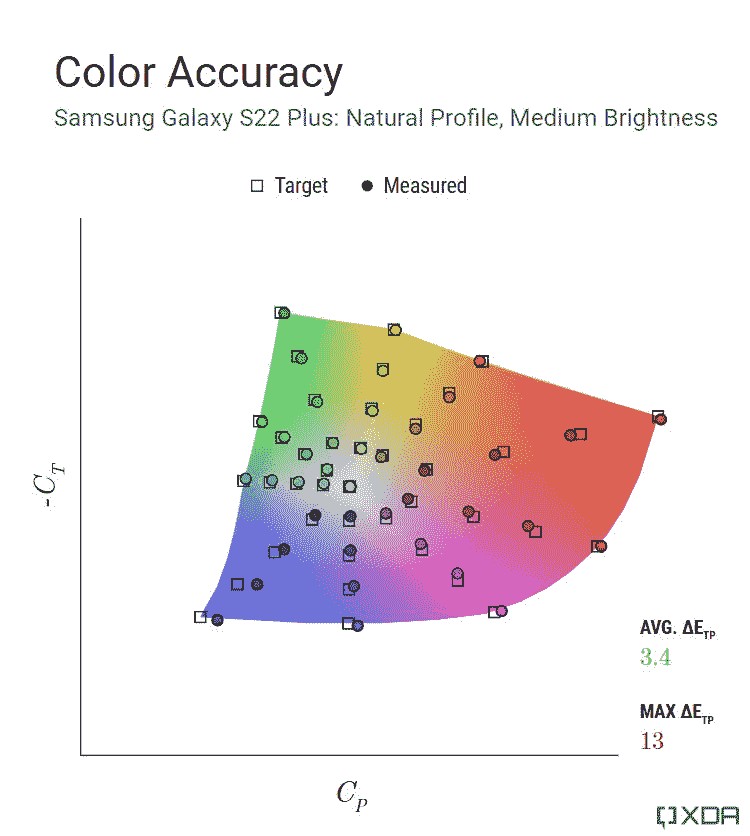 Color Accuracy
Samsung Galaxy S22 Plus: Natural Profile, Medium Brightness
Target Measured
-C_T
C_P
AVG. ΔE_TP
3.4
MAX ΔE_TP
13
XDA